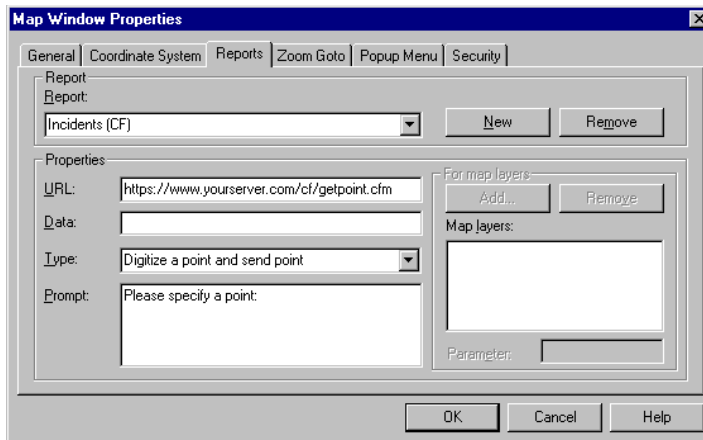 Map Window Properties
General Coordinate System Reports Zoom Goto Popup Menu Security
Report
Report:
Incidents (CF) New Remove
Properties
URL: https://www.yourserver.com/cf/getpoint.cfm
For map layers
Add... Remove
Data:
Map layers:
Type: Digitize a point and send point
Prompt: Please specify a point:
Parameter:
OK Cancel Help